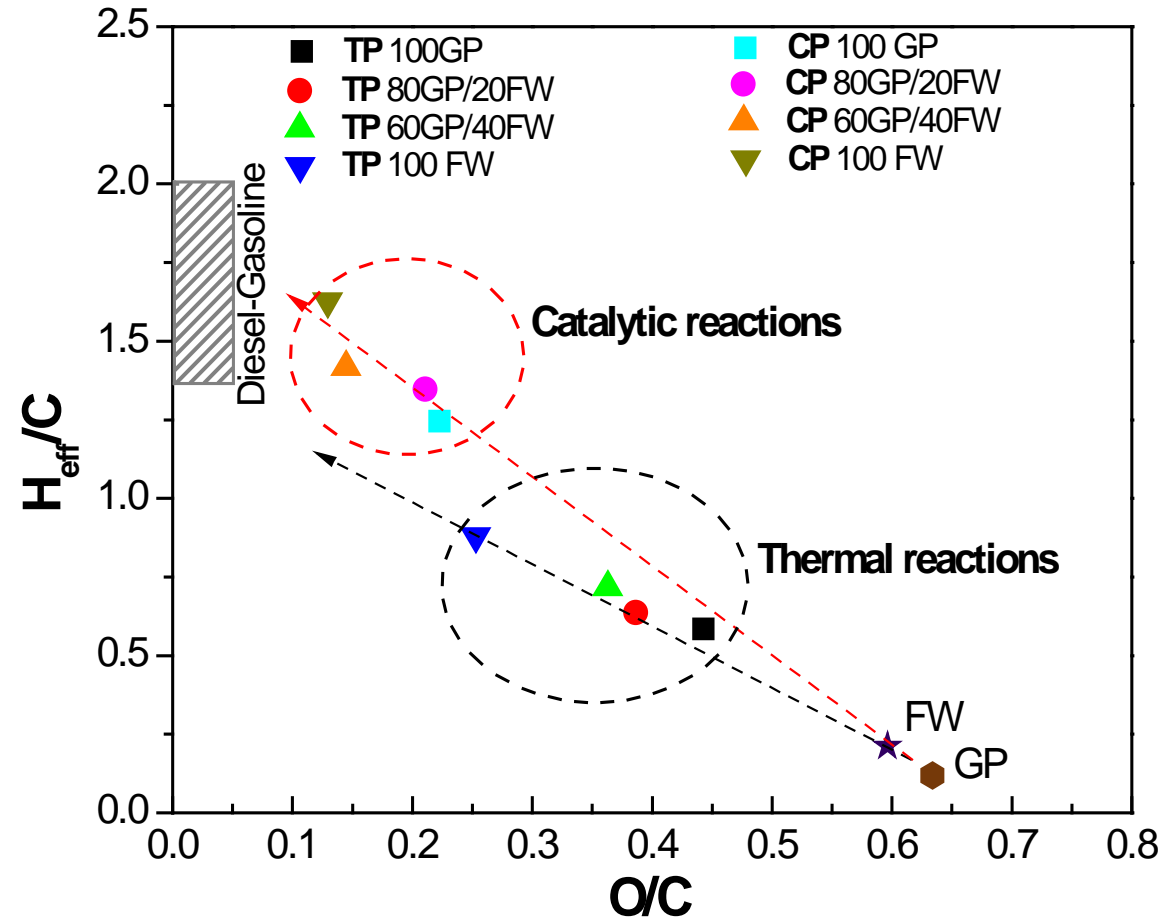 2.5
2.0
1.5
1.0
0.5
0.0
H_eff/C
TP 100GP
TP 80GP/20FW
TP 60GP/40FW
TP 100 FW
CP 100 GP
CP 80GP/20FW
CP 60GP/40FW
CP 100 FW
Diesel-Gasoline
Catalytic reactions
Thermal reactions
FW
GP
0.0 0.1 0.2 0.3 0.4 0.5 0.6 0.7 0.8
O/C